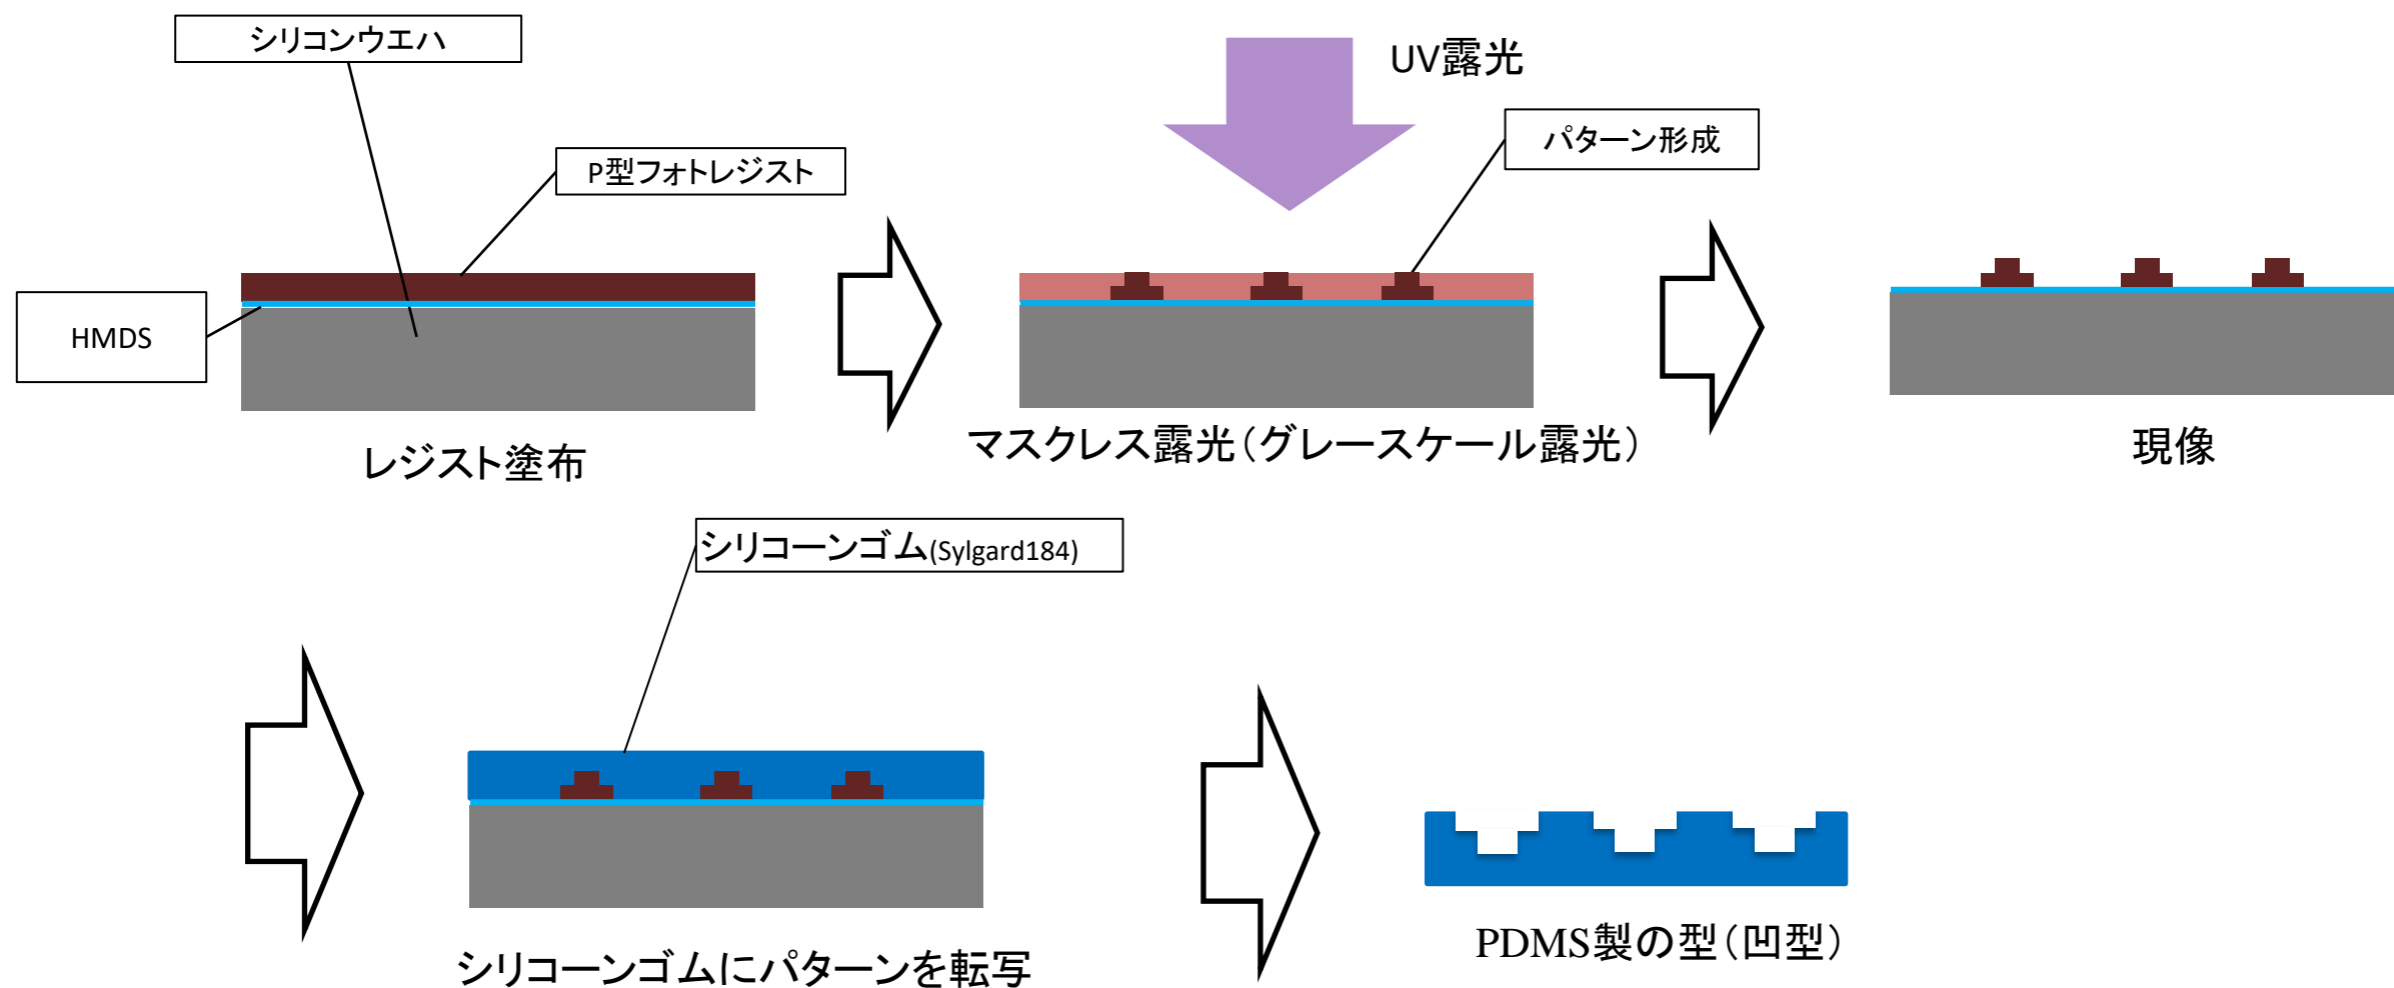 シリコンウエハ
UV露光
パターン形成
P型フォトレジスト
HMDS
レジスト塗布
マスクレス露光（グレースケール露光）
現像
シリコーンゴム(Sylgard184)
シリコーンゴムにパターンを転写
PDMS製の型（凹型）